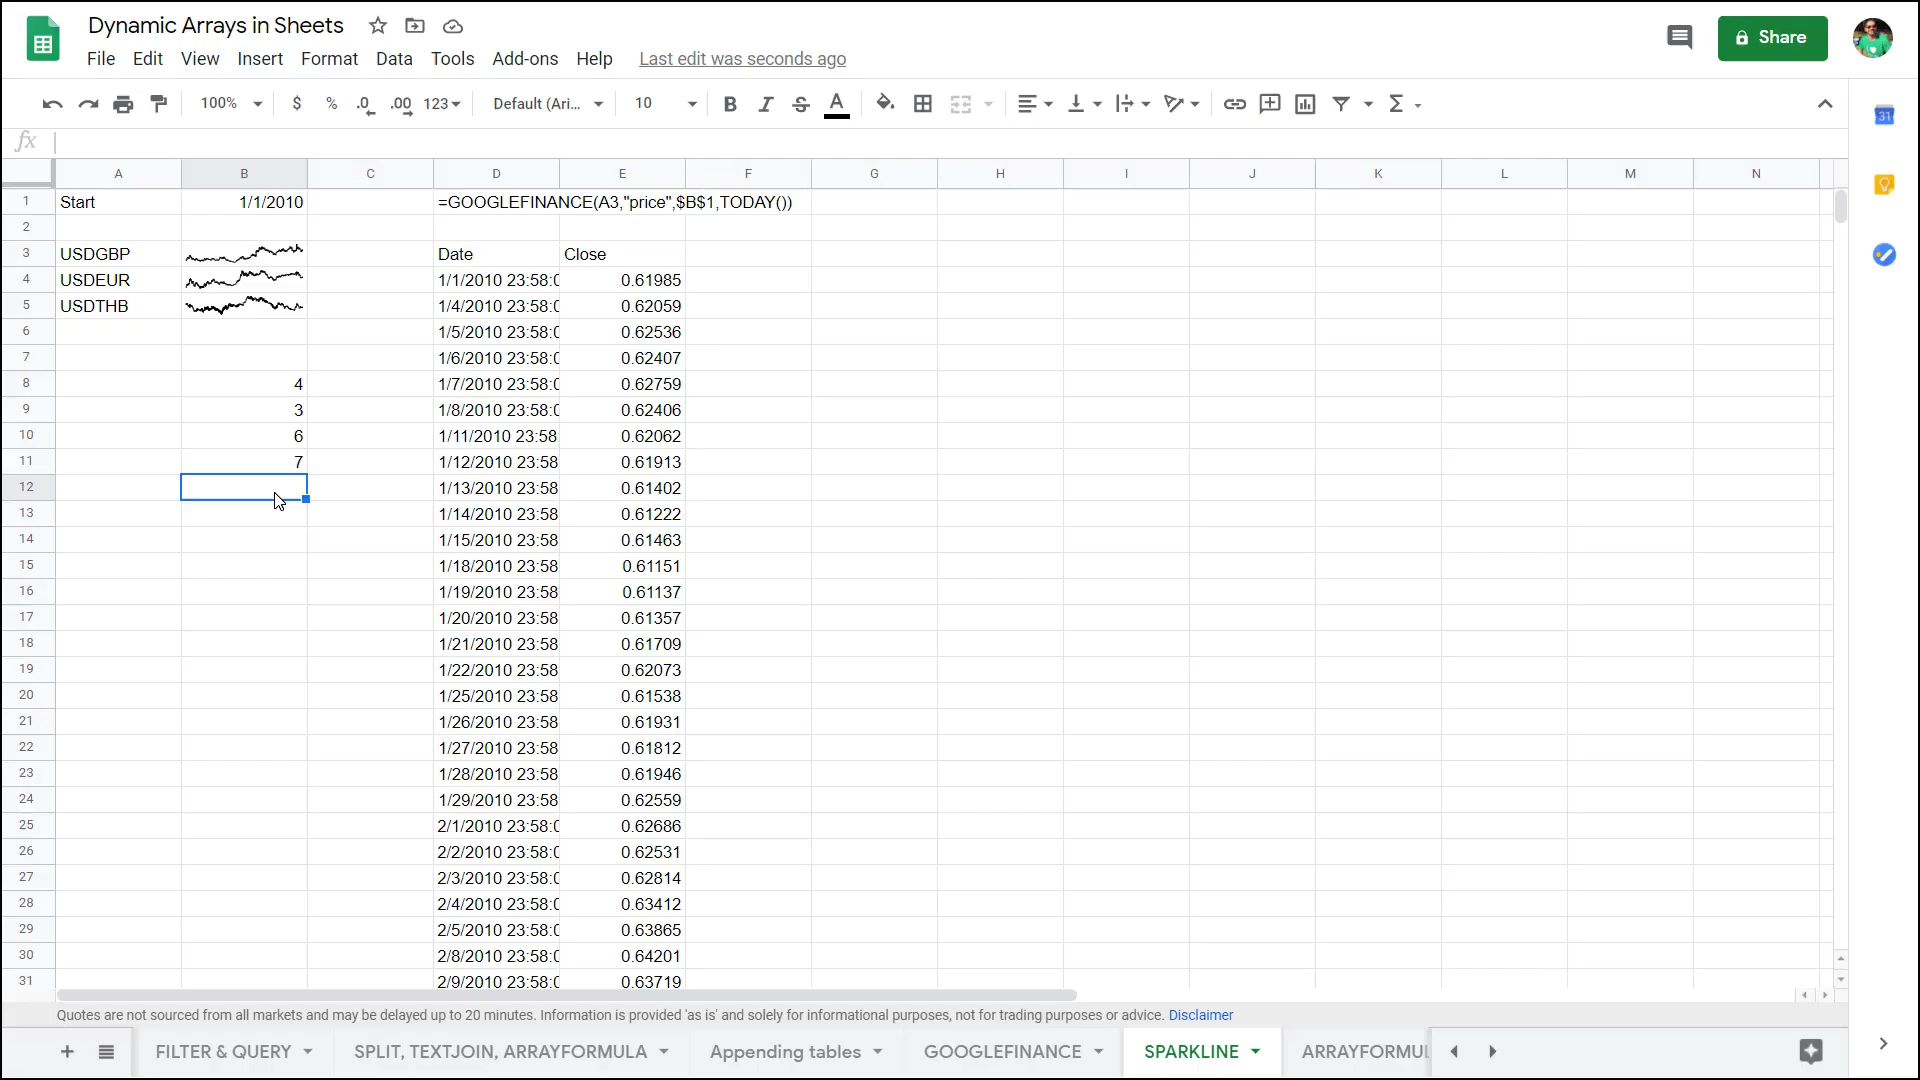 Dynamic Arrays in Sheets
File Edit View Insert Format Data Tools Add-ons Help Last edit was seconds ago
Share
100% $ % .0 .00 123 Default (Ari... 10 B I S A Σ
31
fx
A B C D E F G H I J K L M N
1 Start 1/1/2010 =GOOGLEFINANCE(A3,"price",$B$1,TODAY())
2
3 USDGBP Date Close
4 USDEUR 1/1/2010 23:58:0 0.61985
5 USDTHB 1/4/2010 23:58:0 0.62059
6 1/5/2010 23:58:0 0.62536
7 1/6/2010 23:58:0 0.62407
8 4 1/7/2010 23:58:0 0.62759
9 3 1/8/2010 23:58:0 0.62406
10 6 1/11/2010 23:58 0.62062
11 7 1/12/2010 23:58 0.61913
12 1/13/2010 23:58 0.61402
13 1/14/2010 23:58 0.61222
14 1/15/2010 23:58 0.61463
15 1/18/2010 23:58 0.61151
16 1/19/2010 23:58 0.61137
17 1/20/2010 23:58 0.61357
18 1/21/2010 23:58 0.61709
19 1/22/2010 23:58 0.62073
20 1/25/2010 23:58 0.61538
21 1/26/2010 23:58 0.61931
22 1/27/2010 23:58 0.61812
23 1/28/2010 23:58 0.61946
24 1/29/2010 23:58 0.62559
25 2/1/2010 23:58:0 0.62686
26 2/2/2010 23:58:0 0.62531
27 2/3/2010 23:58:0 0.62814
28 2/4/2010 23:58:0 0.63412
29 2/5/2010 23:58:0 0.63865
30 2/8/2010 23:58:0 0.64201
31 2/9/2010 23:58:0 0.63719
Quotes are not sourced from all markets and may be delayed up to 20 minutes. Information is provided 'as is' and solely for informational purposes, not for trading purposes or advice. Disclaimer
+ FILTER & QUERY SPLIT, TEXTJOIN, ARRAYFORMULA Appending tables GOOGLEFINANCE SPARKLINE ARRAYFORMUL